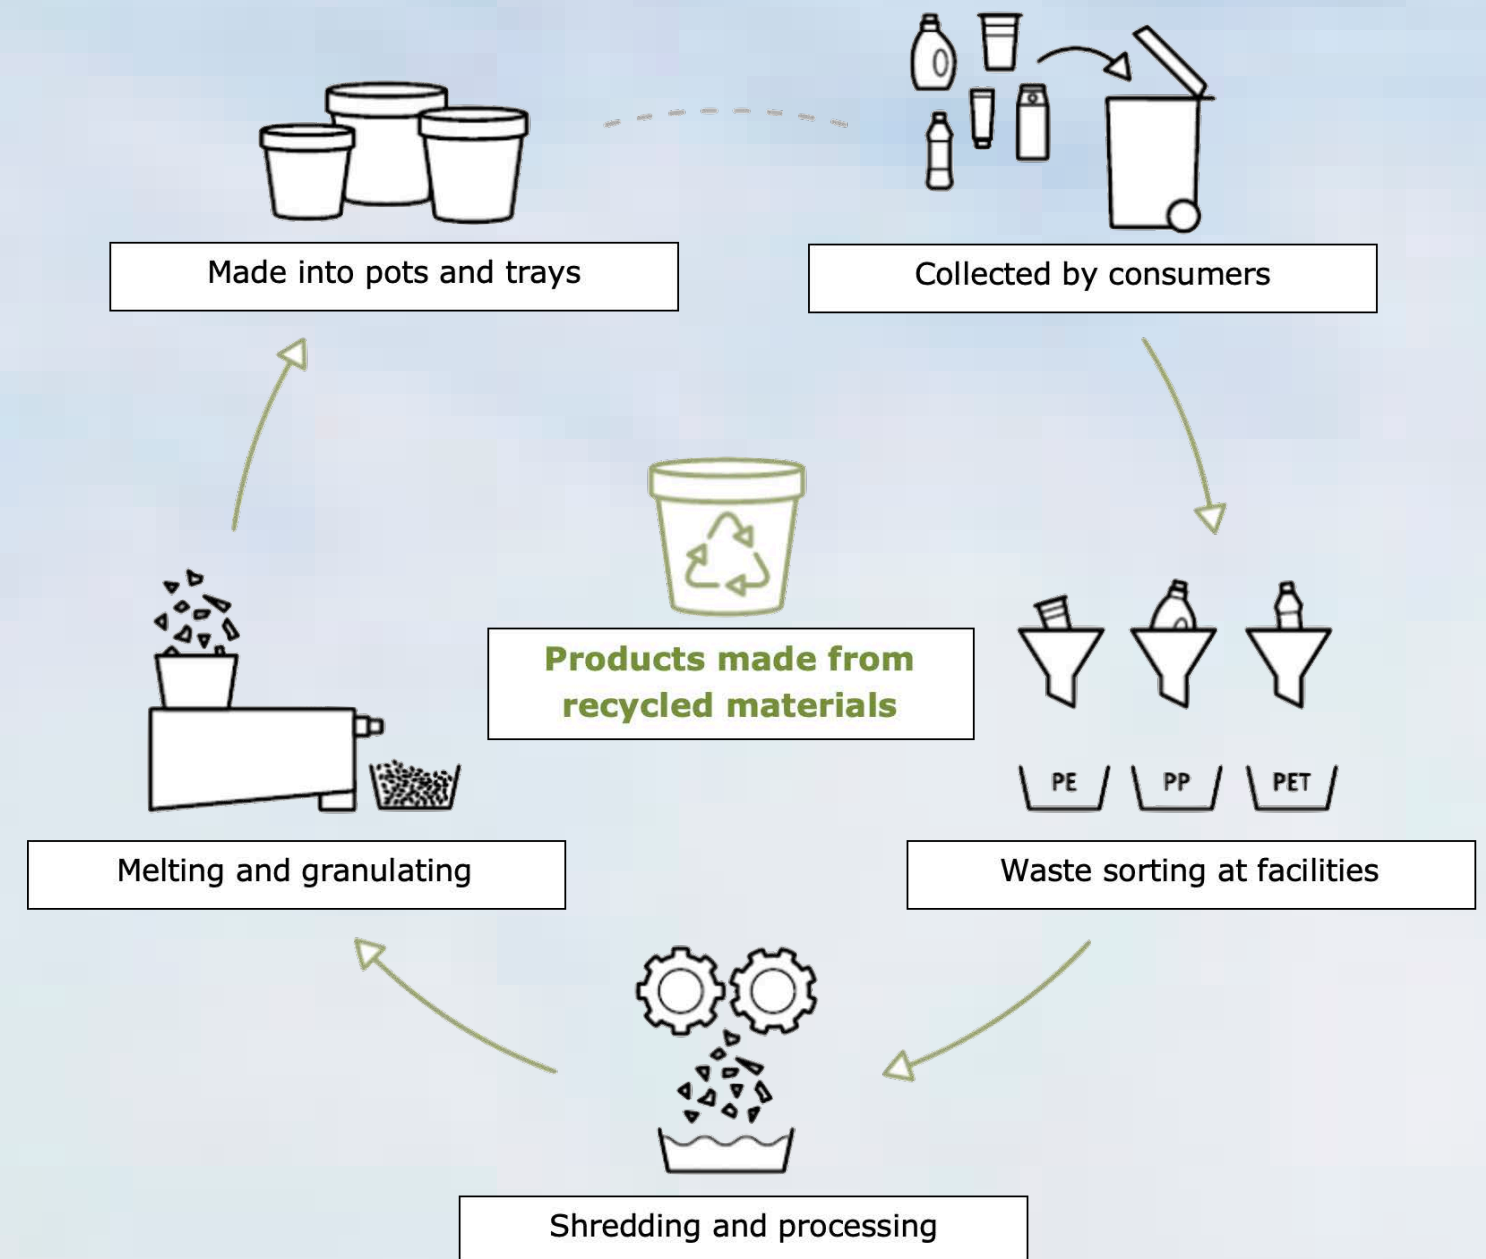 Made into pots and trays
Collected by consumers
Products made from
recycled materials
PE
PP
PET
Melting and granulating
Waste sorting at facilities
Shredding and processing